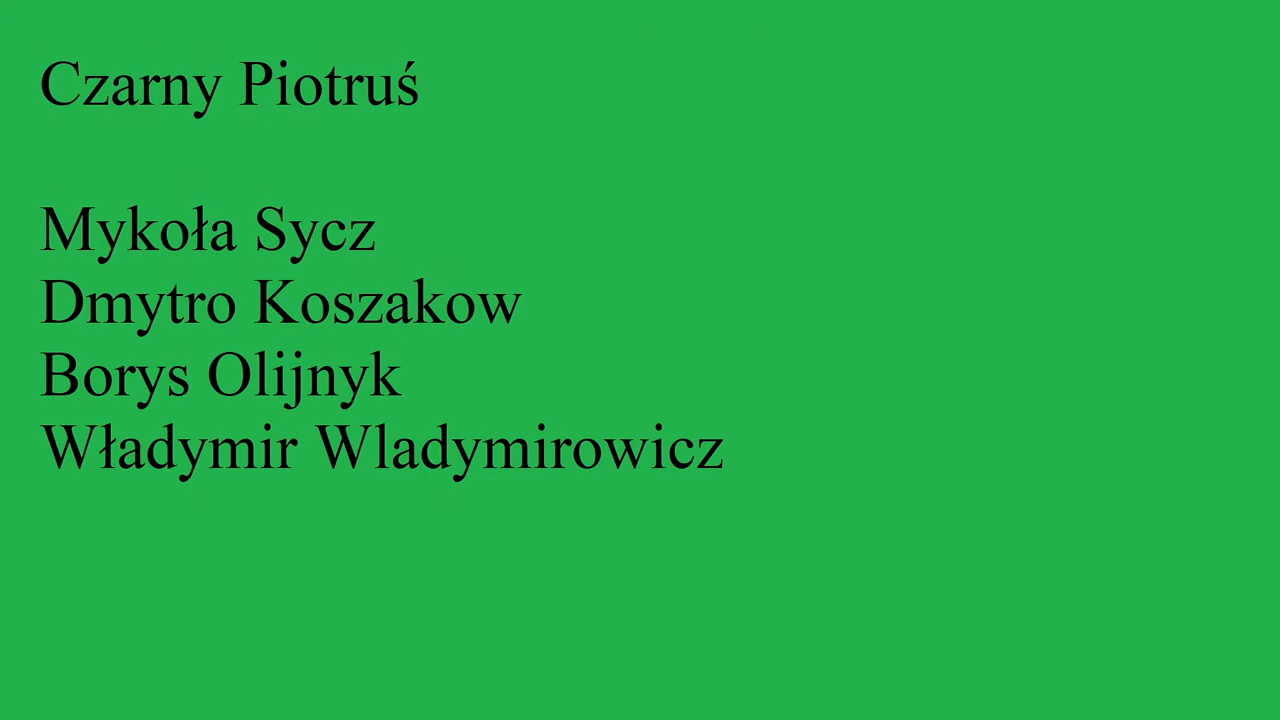 Czarny Piotruś
Mykoła Sycz
Dmytro Koszakow
Borys Olijnyk
Władymir Wladymirowicz